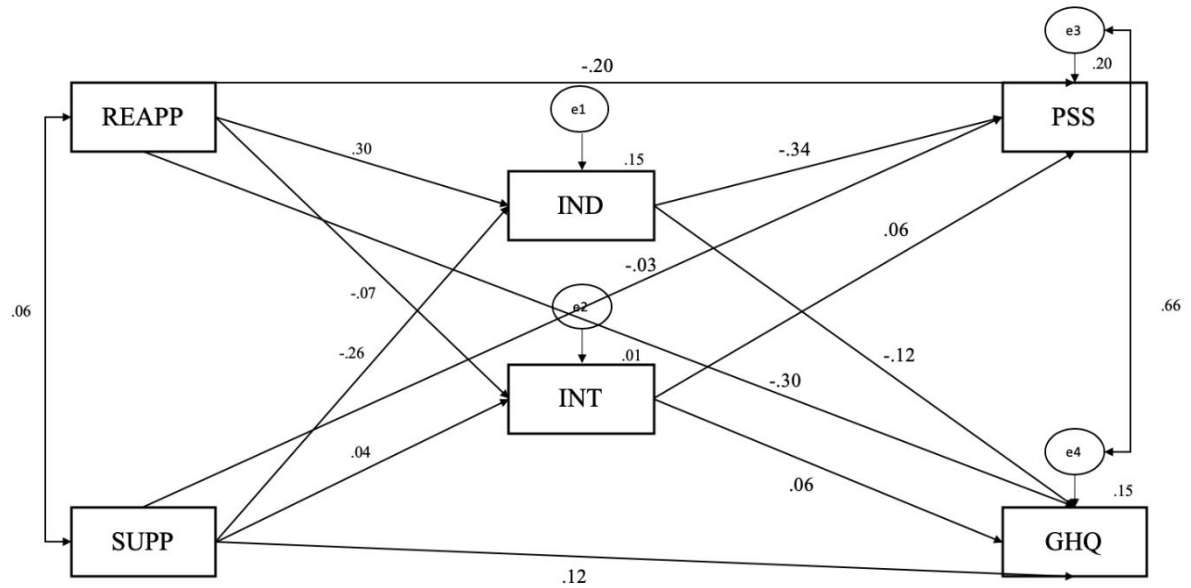 e3
-.20
.20
REAPP
e1
PSS
.30
.15
-.34
IND
.06
-.03
-.07
e2
.06
.66
-.26
.01
-.12
-.30
INT
.04
e4
.06
.15
SUPP
GHQ
.12